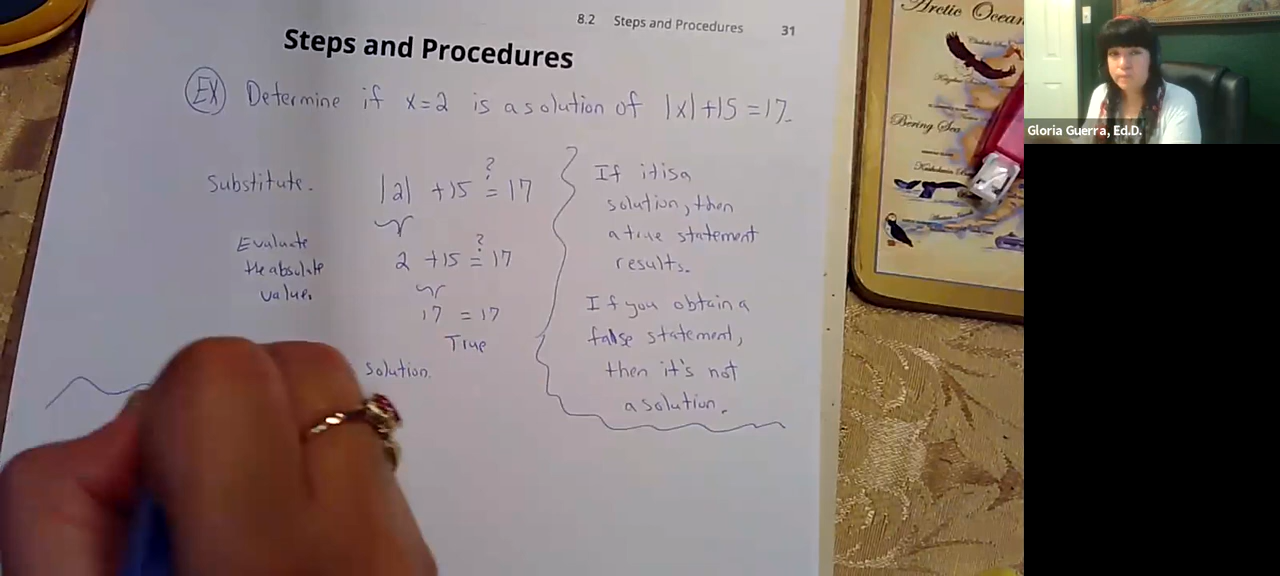 8.2 Steps and Procedures 31
Steps and Procedures
EX Determine if x=2 is a solution of |x|+15=17.
Substitute. |2| +15 ≟ 17
Evaluate
the absolute
value.
2 +15 ≟ 17
17 = 17
True
solution.
If it is a
solution, then
a true statement
results.
If you obtain a
false statement,
then it's not
a solution.
Arctic Ocean
Bering Sea
Gloria Guerra, Ed.D.